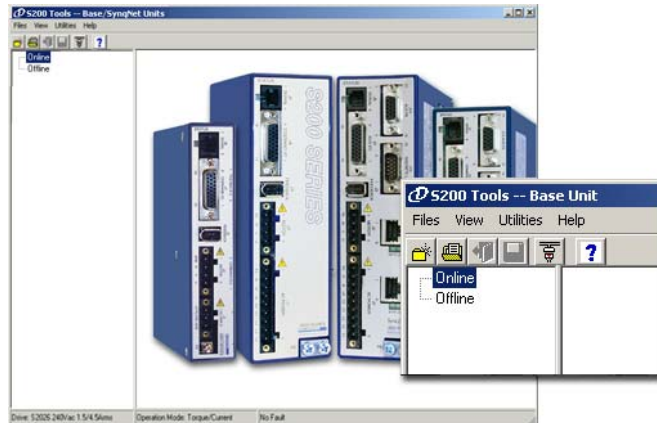 S200 Tools -- Base/SynqNet Units
Files View Utilities Help
?
Online
Offline
S200 SERIES
S200 Tools -- Base Unit
Files View Utilities Help
?
Online
Offline
Drive: S2026 240Vac 1.5/4.5Arms
Operation Mode: Torque/Current
No Fault